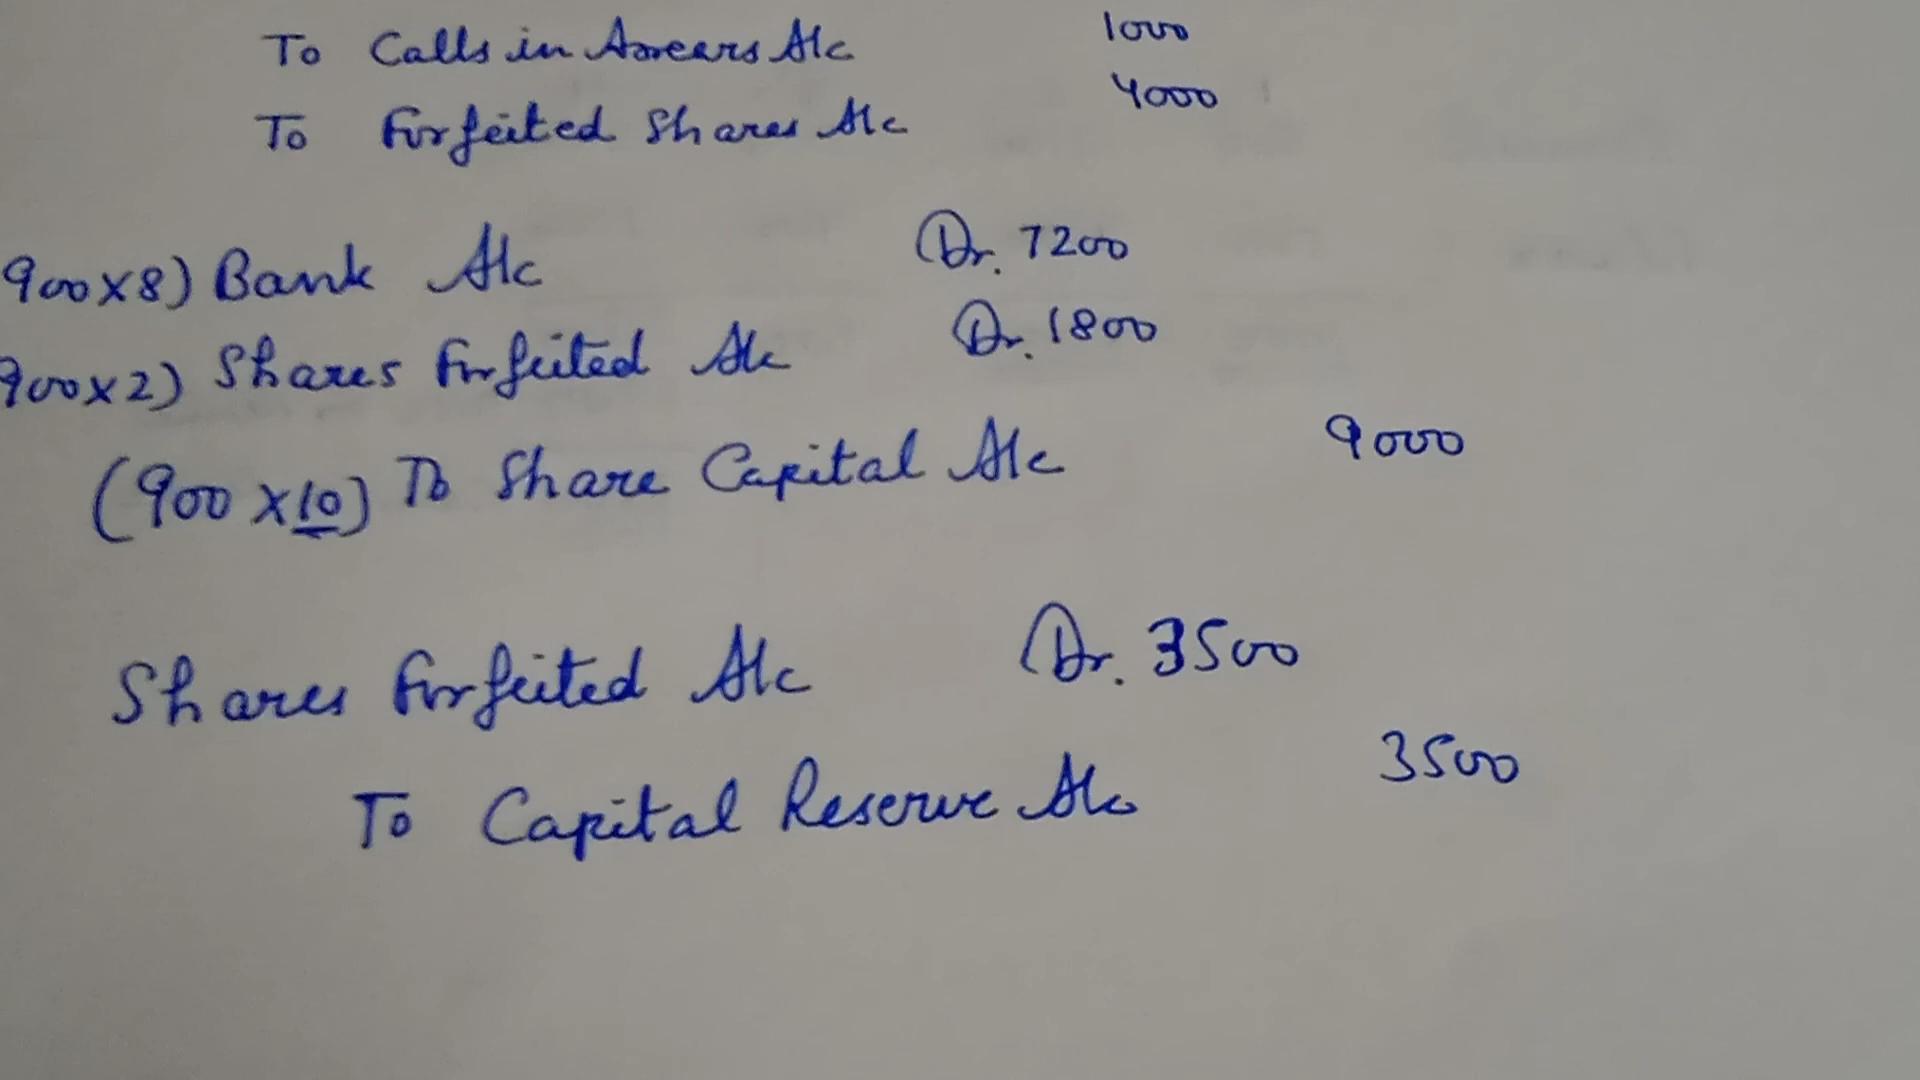 To Calls in Arrears A/c 1000
To Forfeited Shares A/c 4000
900x8) Bank A/c Dr. 7200
900x2) Shares Forfeited A/c Dr. 1800
(900 x10) To Share Capital A/c 9000
Shares Forfeited A/c Dr. 3500
To Capital Reserve A/c 3500